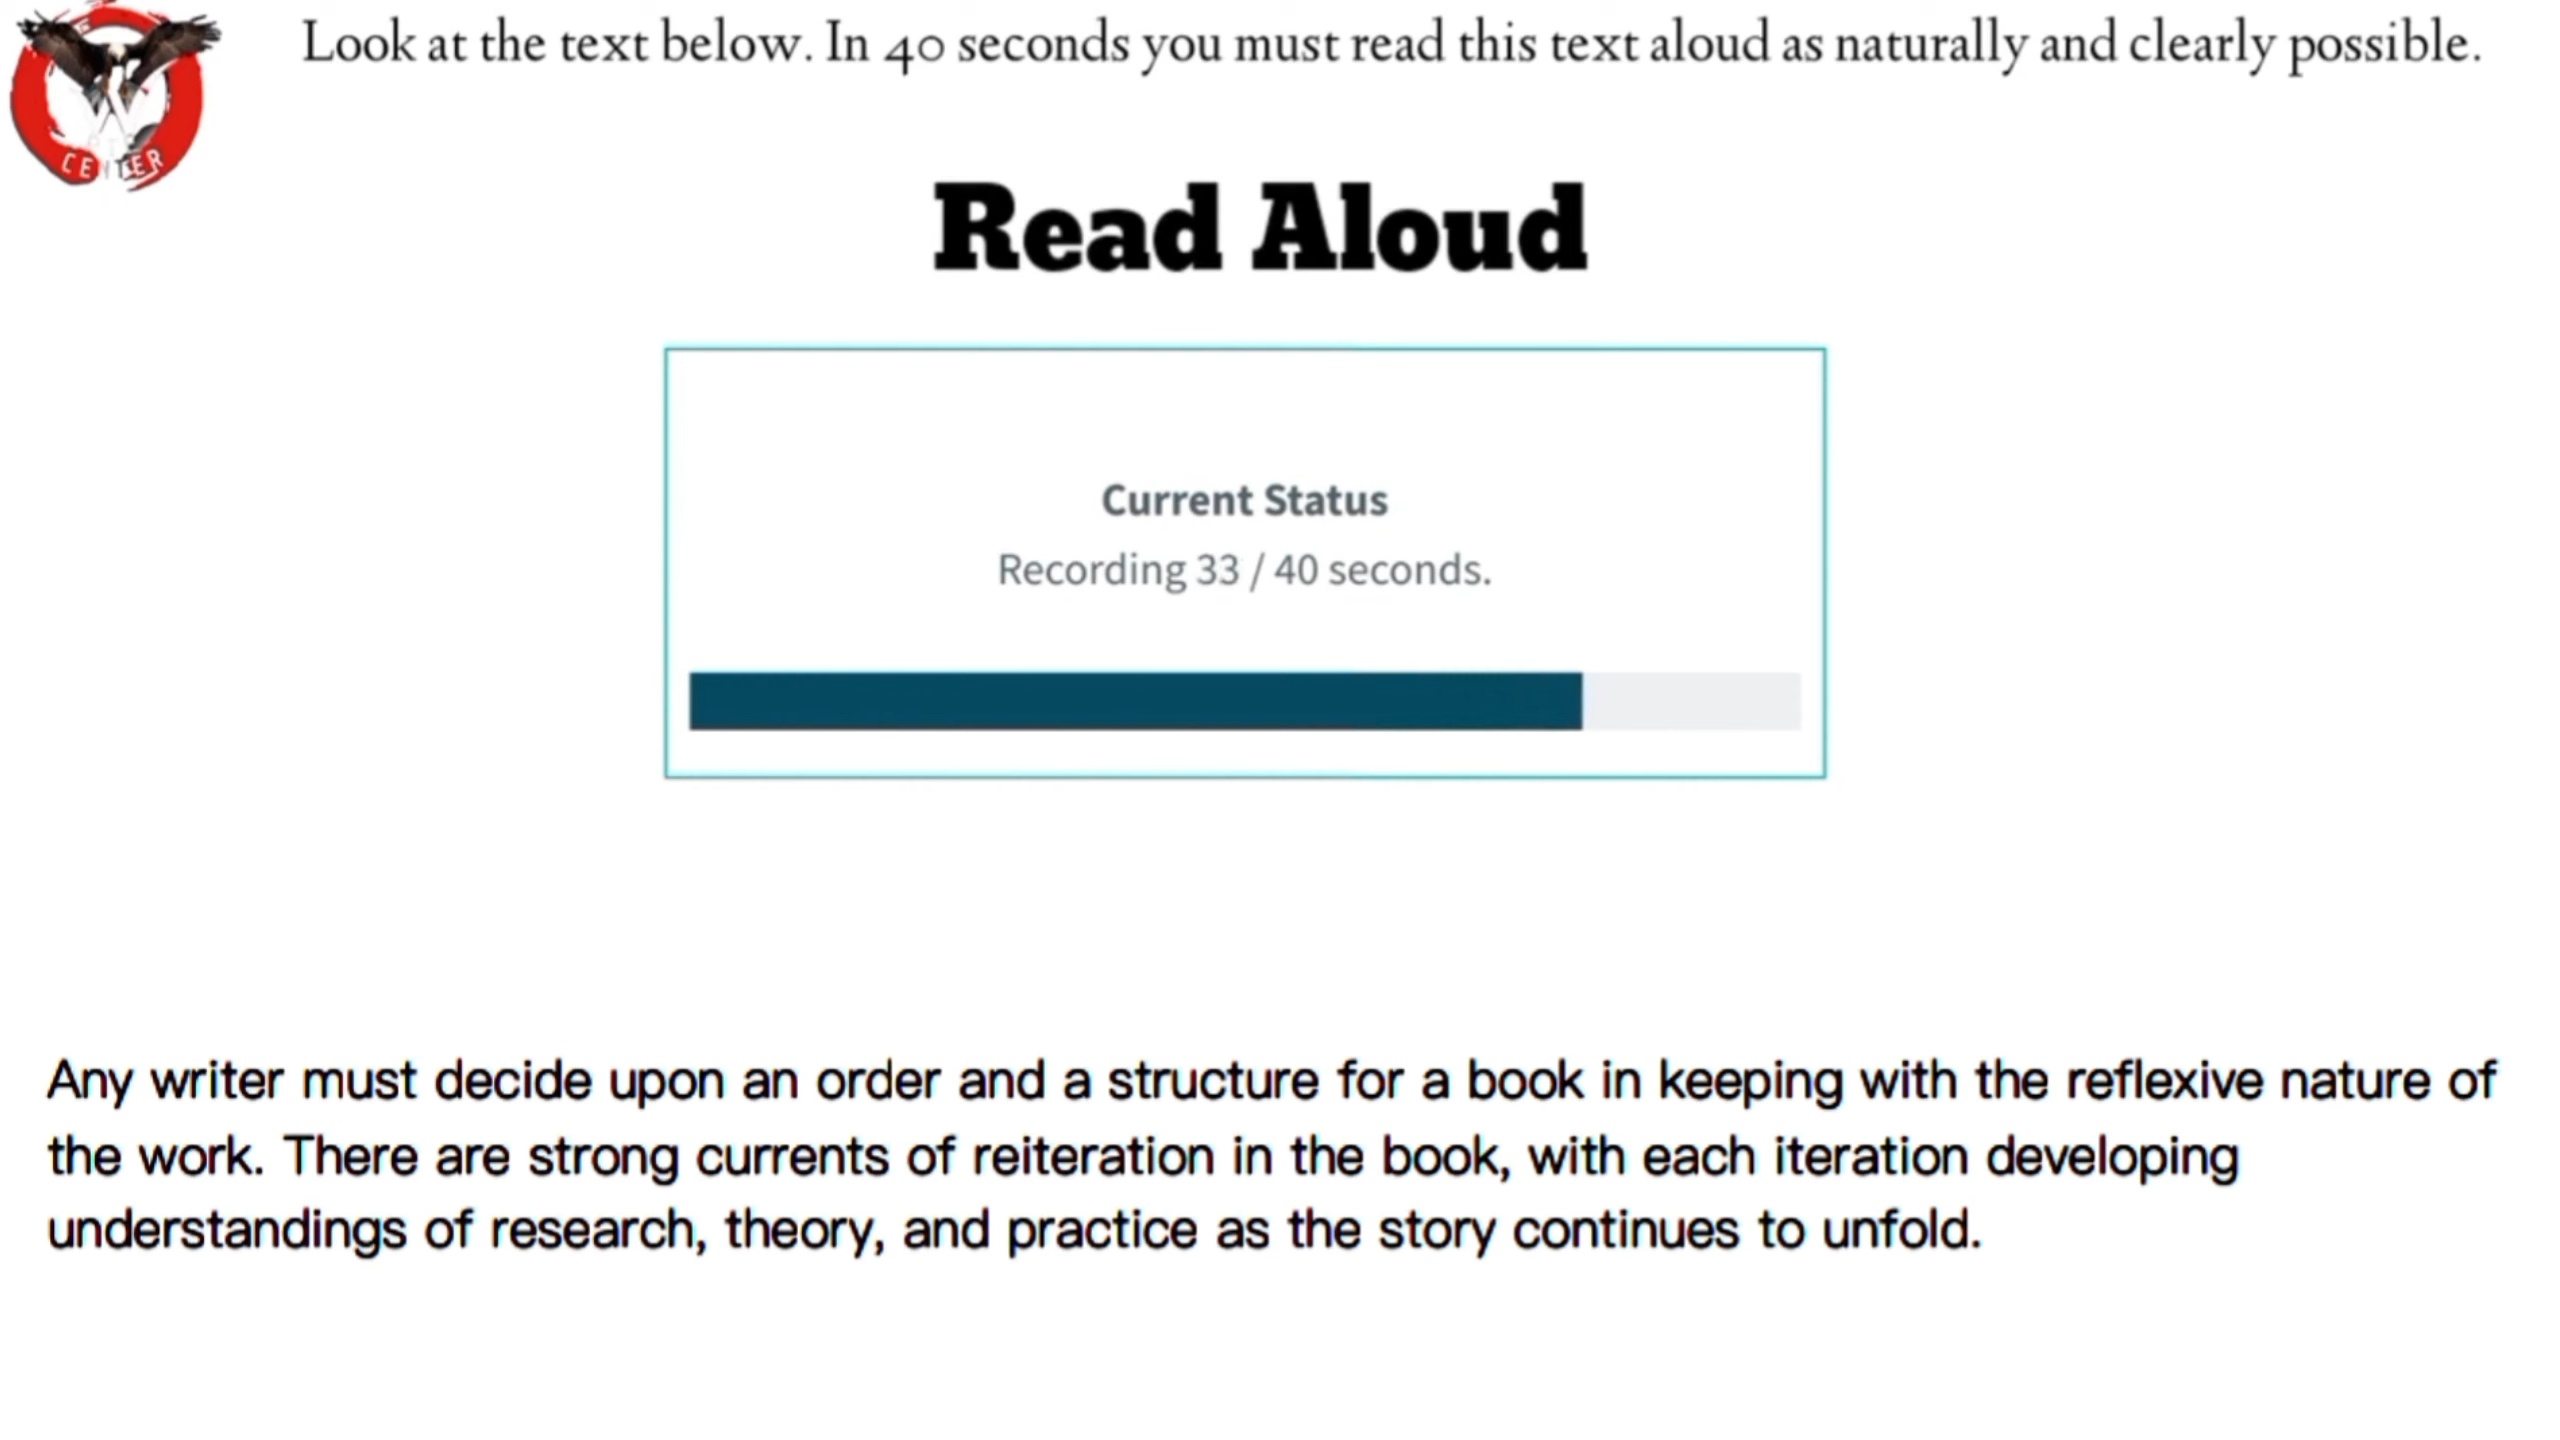 Look at the text below. In 40 seconds you must read this text aloud as naturally and clearly possible.
CENTER
Read Aloud
Current Status
Recording 33 / 40 seconds.
Any writer must decide upon an order and a structure for a book in keeping with the reflexive nature of
the work. There are strong currents of reiteration in the book, with each iteration developing
understandings of research, theory, and practice as the story continues to unfold.